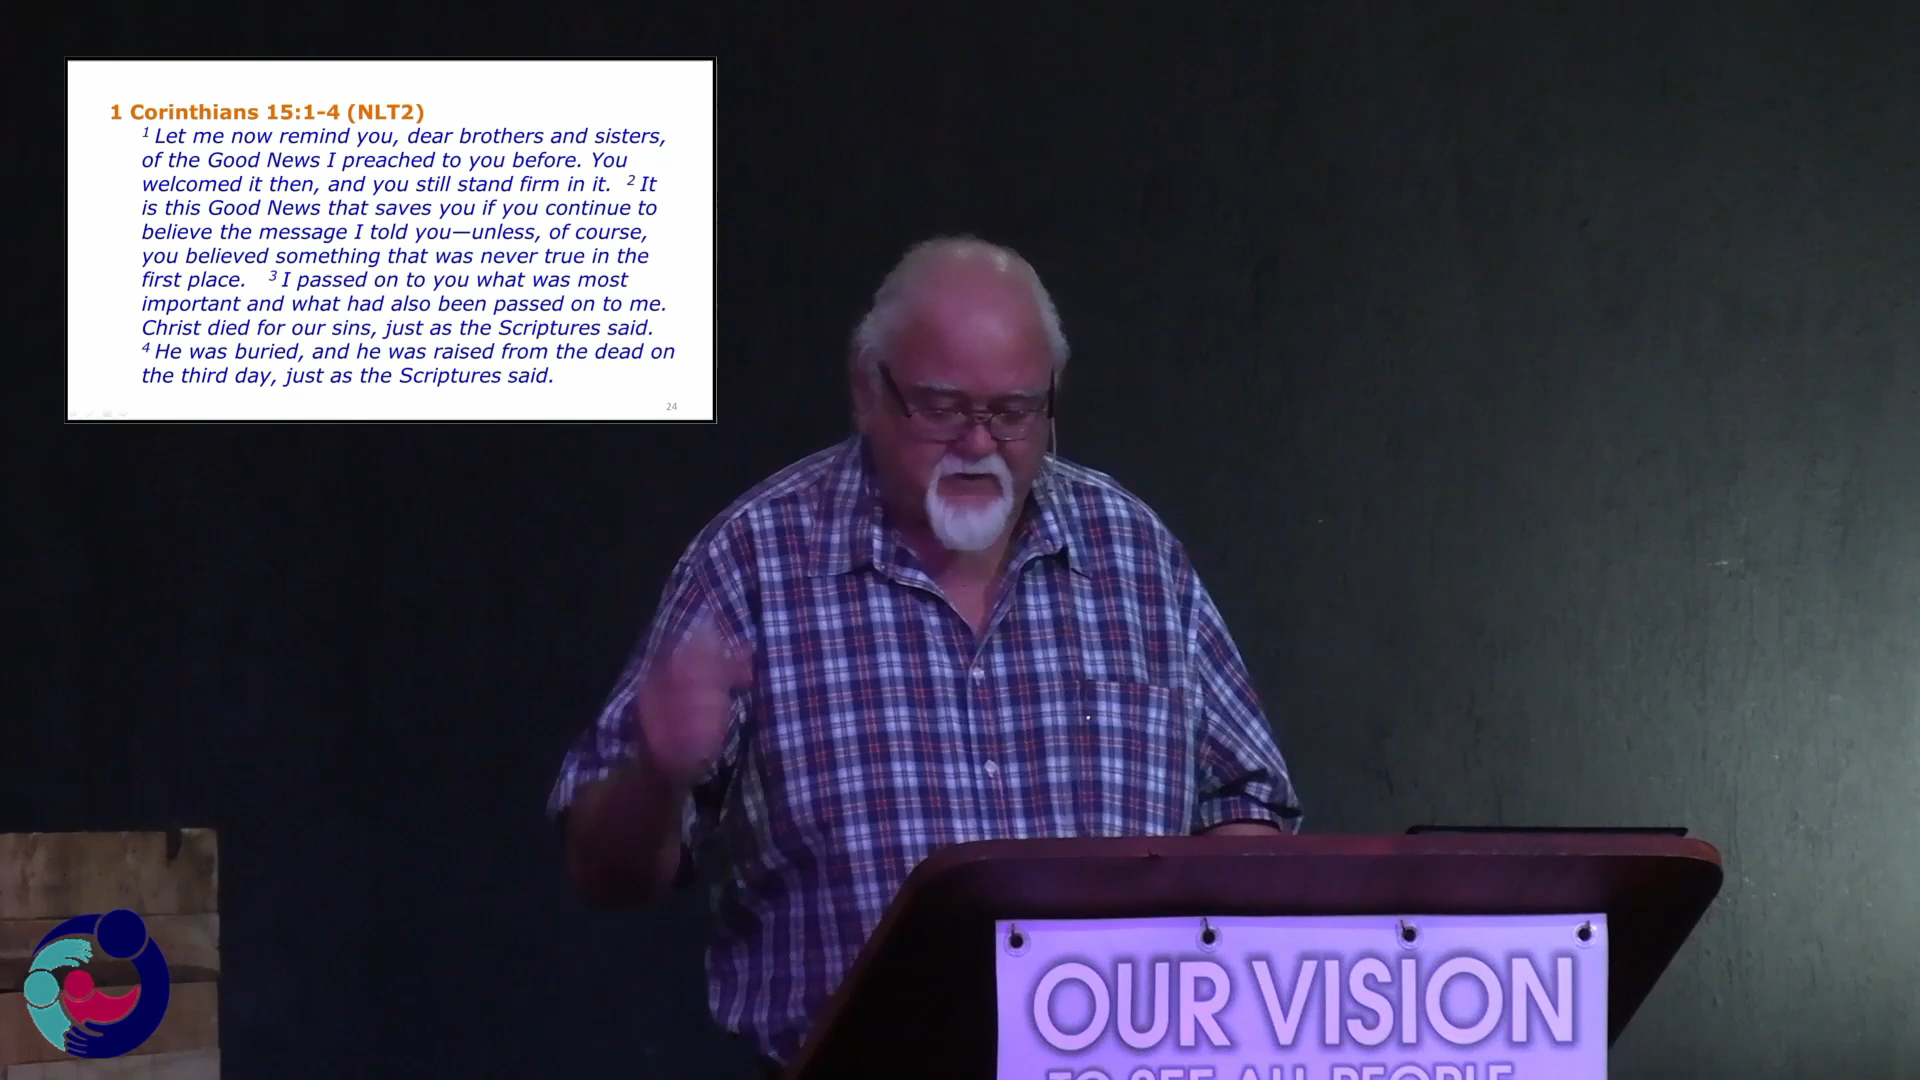 1 Corinthians 15:1-4 (NLT2)
1 Let me now remind you, dear brothers and sisters,
of the Good News I preached to you before. You
welcomed it then, and you still stand firm in it. 2 It
is this Good News that saves you if you continue to
believe the message I told you—unless, of course,
you believed something that was never true in the
first place. 3 I passed on to you what was most
important and what had also been passed on to me.
Christ died for our sins, just as the Scriptures said.
4 He was buried, and he was raised from the dead on
the third day, just as the Scriptures said.
24
OUR VISION
TO SEE ALL PEOPLE